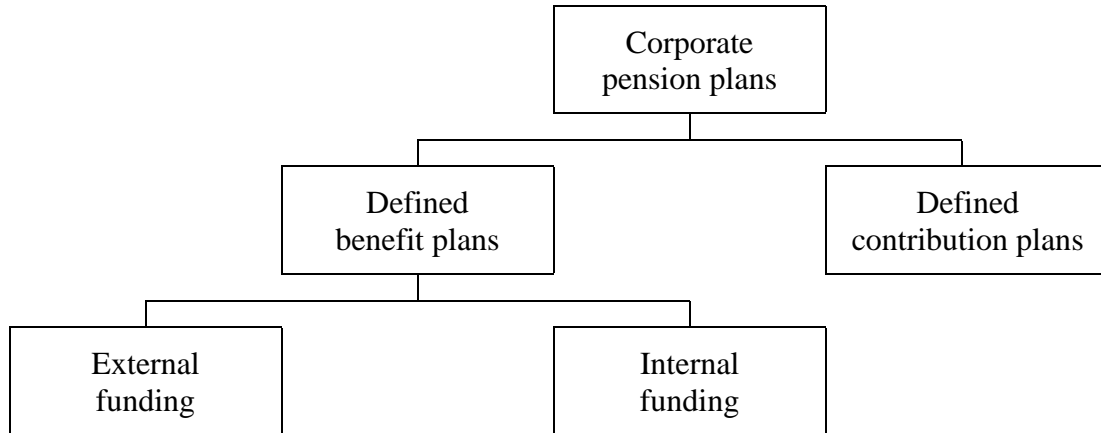 Corporate
pension plans
Defined
benefit plans
Defined
contribution plans
External
funding
Internal
funding